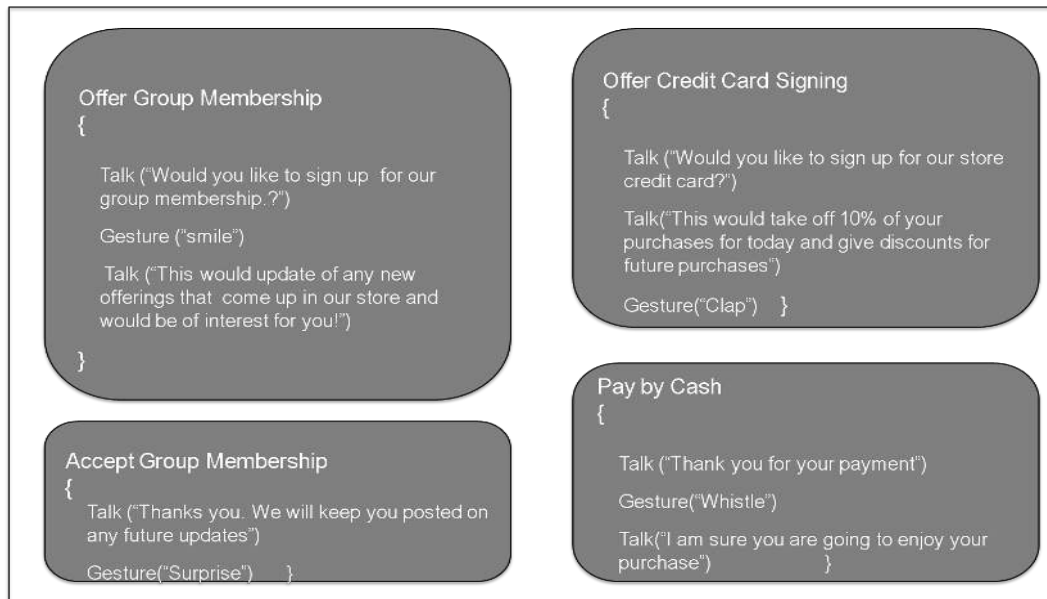 Offer Group Membership
{
Talk (“Would you like to sign up for our
group membership.?”)
Gesture (“smile”)
Talk (“This would update of any new
offerings that come up in our store and
would be of interest for you!”)
}
Accept Group Membership
{
Talk (“Thanks you. We will keep you posted on
any future updates”)
Gesture(“Surprise”) }
Offer Credit Card Signing
{
Talk (“Would you like to sign up for our store
credit card?”)
Talk(“This would take off 10% of your
purchases for today and give discounts for
future purchases”)
Gesture(“Clap”) }
Pay by Cash
{
Talk (“Thank you for your payment”)
Gesture(“Whistle”)
Talk(“I am sure you are going to enjoy your
purchase”) }